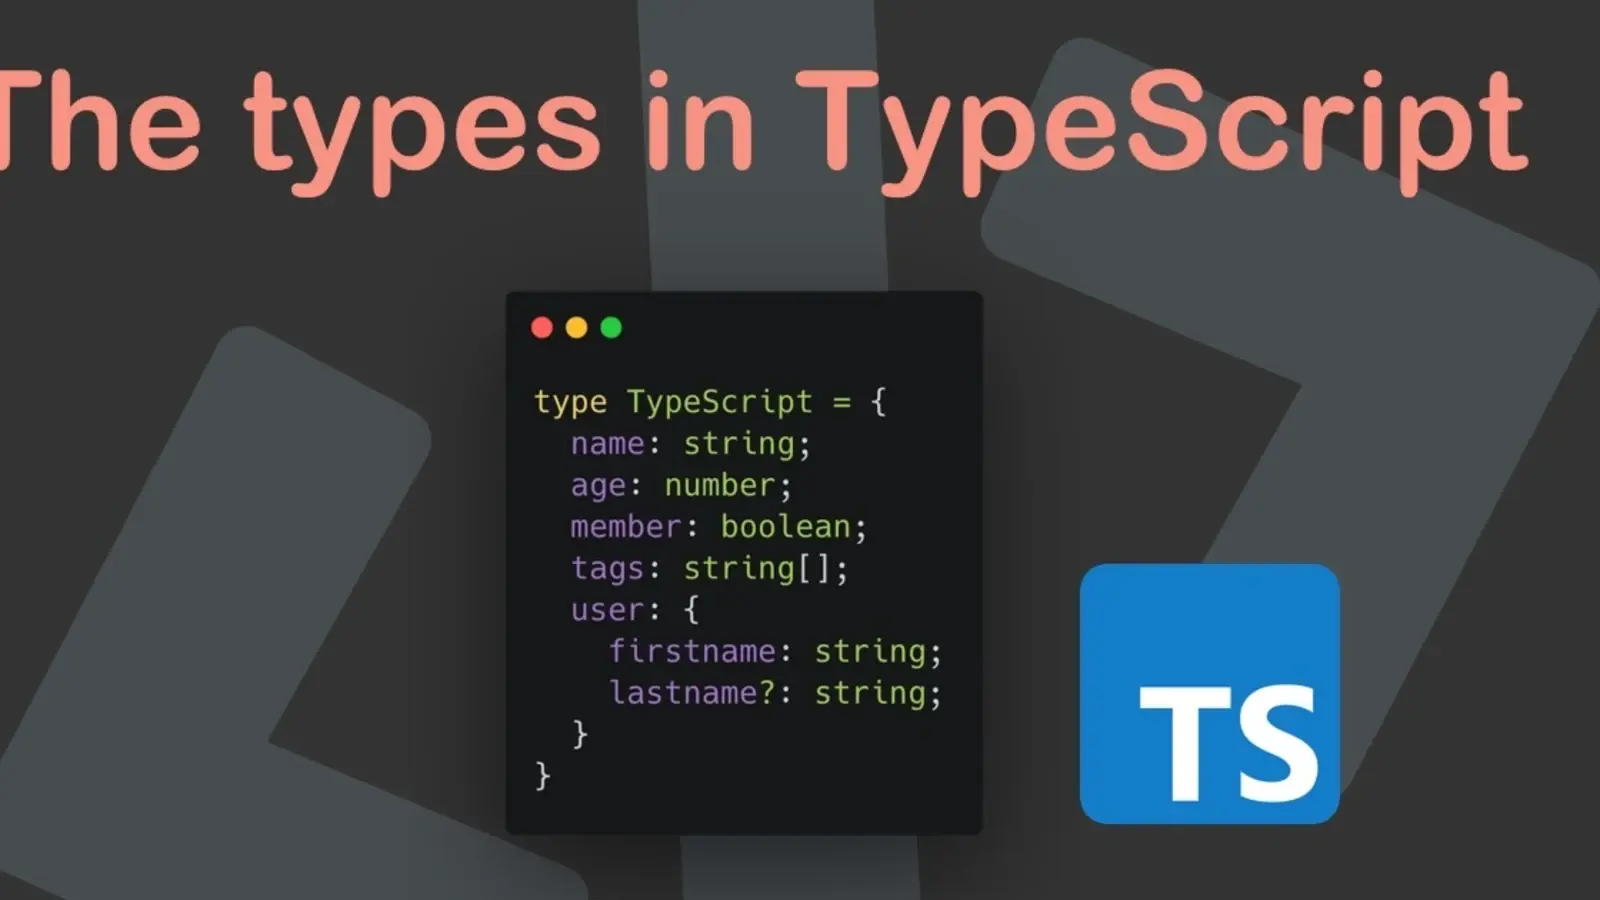 The types in TypeScript
type TypeScript = {
name: string;
age: number;
member: boolean;
tags: string[];
user: {
firstname: string;
lastname?: string;
}
}
TS